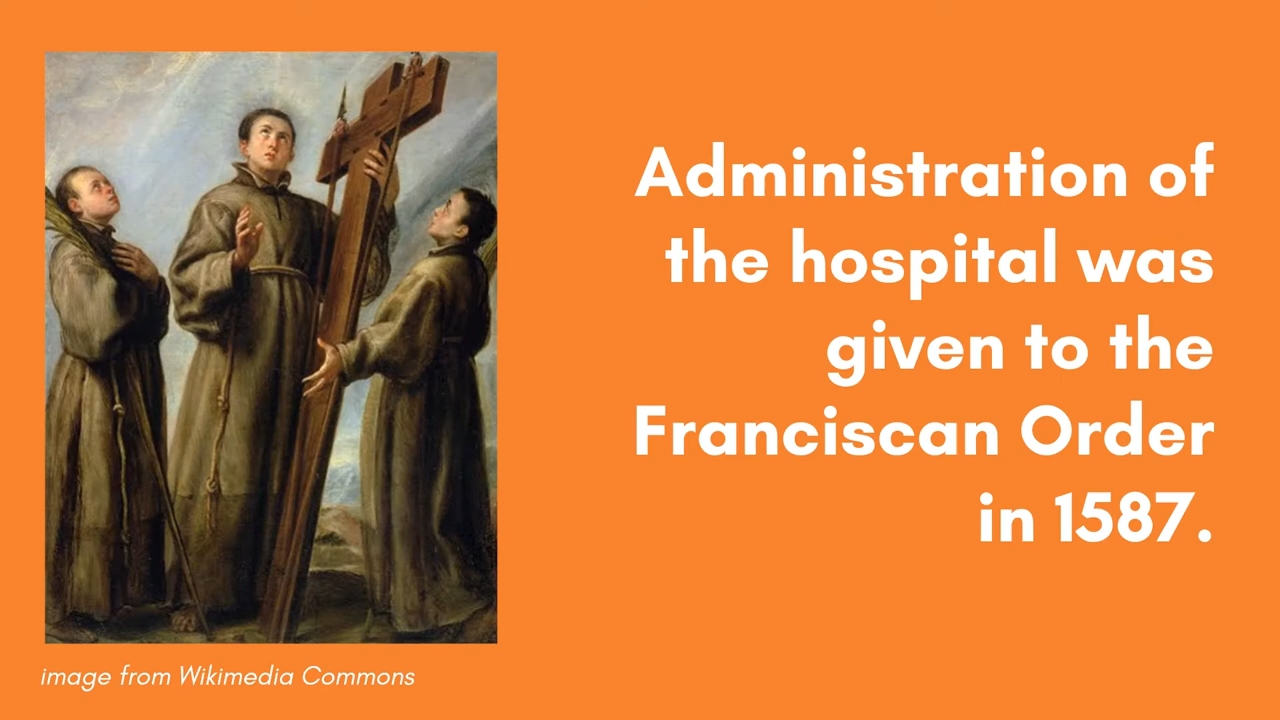 Administration of
the hospital was
given to the
Franciscan Order
in 1587.
image from Wikimedia Commons